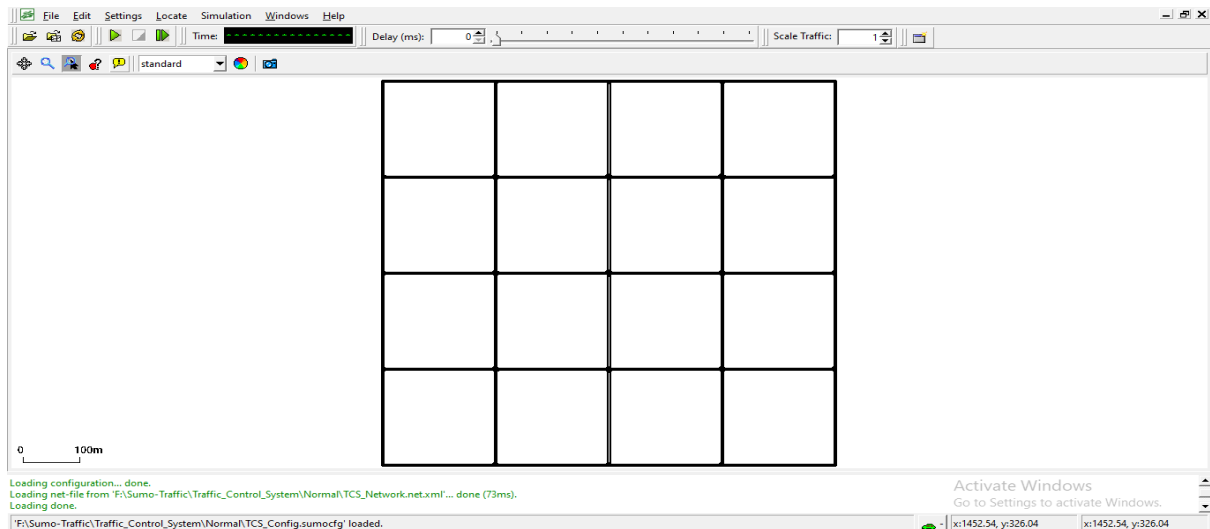 File Edit Settings Locate Simulation Windows Help
Time: Delay (ms): 0 Scale Traffic: 1
standard
0 100m
Loading configuration... done.
Loading net-file from 'F:\Sumo-Traffic\Traffic_Control_System\Normal\TCS_Network.net.xml'... done (73ms).
Loading done.
Activate Windows
Go to Settings to activate Windows.
'F:\Sumo-Traffic\Traffic_Control_System\Normal\TCS_Config.sumocfg' loaded.
- x:1452.54, y:326.04 x:1452.54, y:326.04